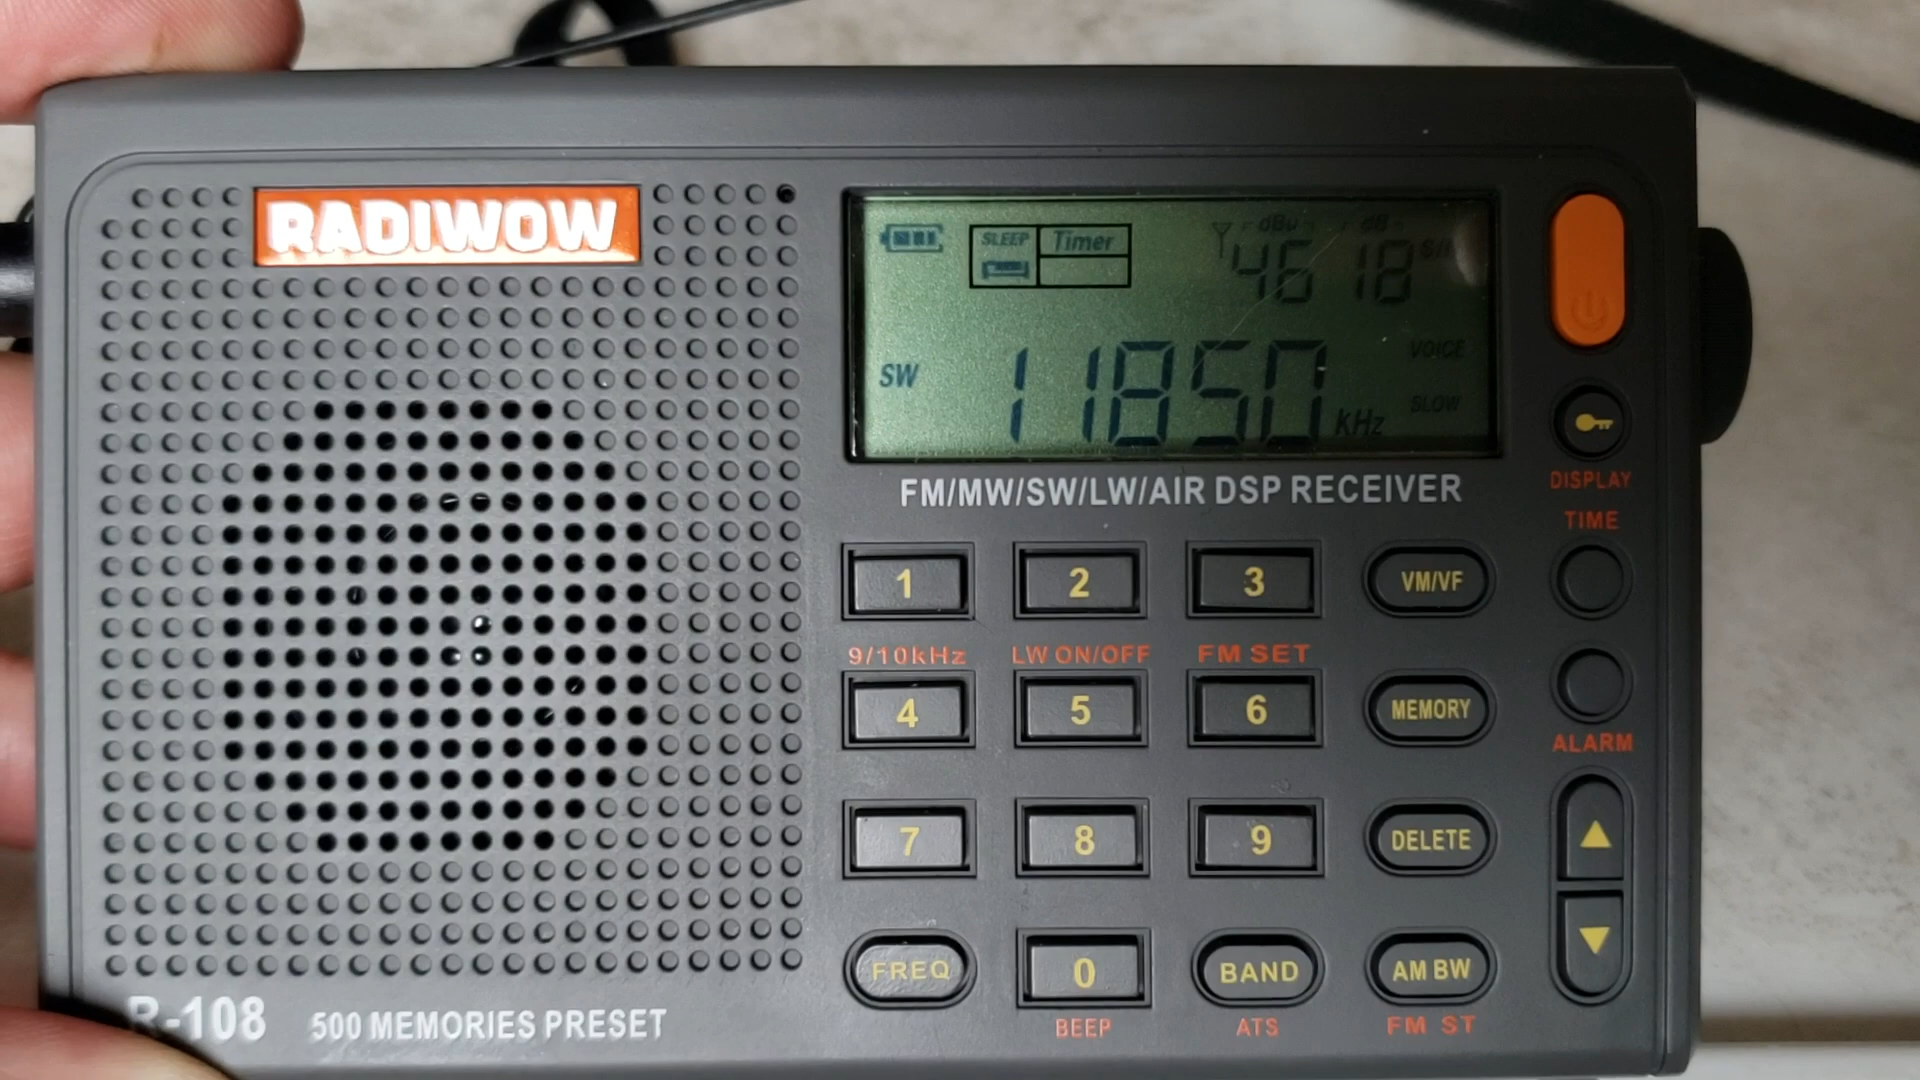 RADIWOW
SLEEP Timer
dBu dB
46 18 S/N
SW 11850 kHz
VOICE
SLOW
FM/MW/SW/LW/AIR DSP RECEIVER
DISPLAY
TIME
1 2 3 VM/VF
9/10kHz LW ON/OFF FM SET
4 5 6 MEMORY
ALARM
7 8 9 DELETE
FREQ 0 BAND AM BW
BEEP ATS FM ST
R-108 500 MEMORIES PRESET